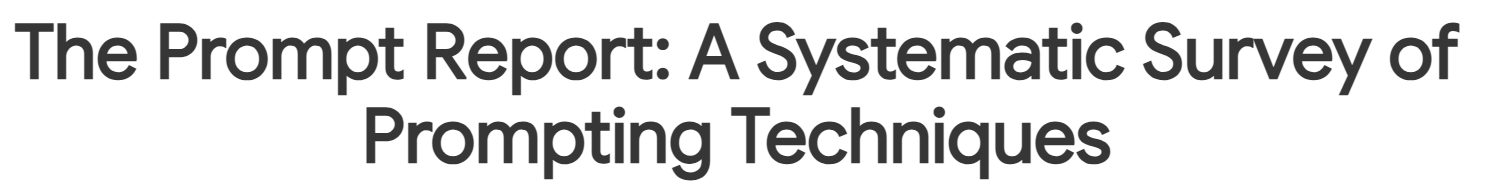 The Prompt Report: A Systematic Survey of
Prompting Techniques